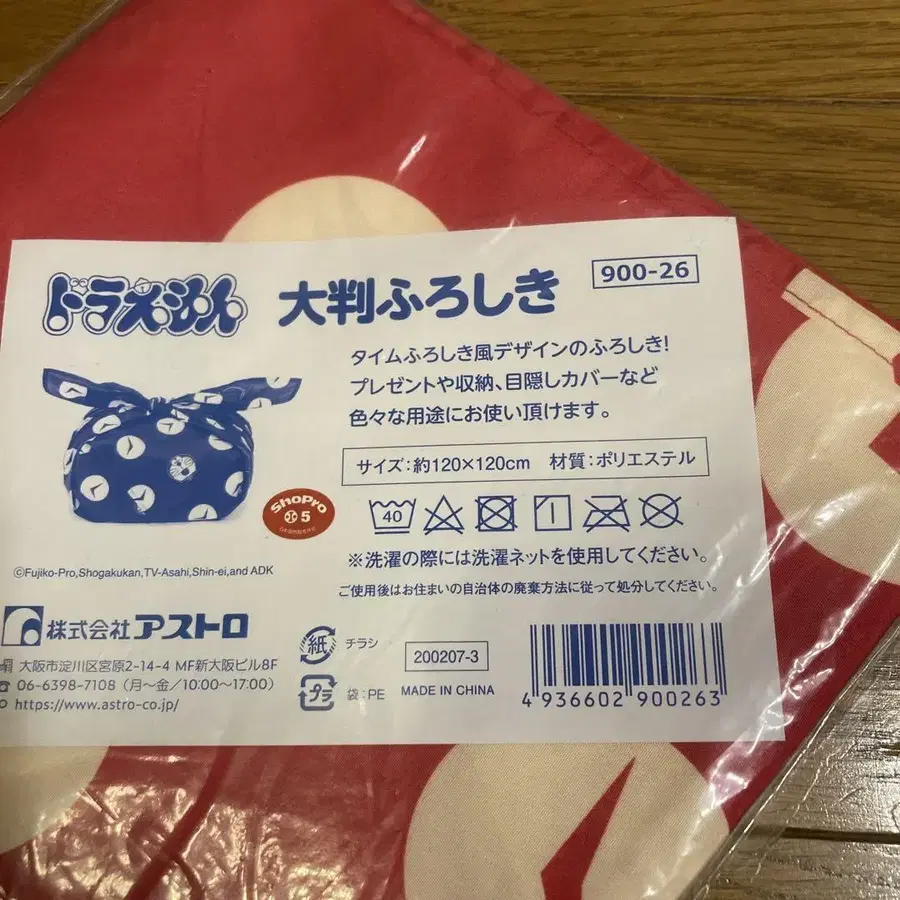 ドラえもん
大判ふろしき
900-26
タイムふろしき風デザインのふろしき!
プレゼントや収納、目隠しカバーなど
色々な用途にお使い頂けます。
サイズ:約120×120cm 材質:ポリエステル
40
※洗濯の際には洗濯ネットを使用してください。
ご使用後はお住まいの自治体の廃棄方法に従って処分してください。
ShoPro
5
©Fujiko-Pro,Shogakukan,TV-Asahi,Shin-ei,and ADK
株式会社アストロ
大阪市淀川区宮原2-14-4 MF新大阪ビル8F
06-6398-7108(月~金/10:00~17:00)
https://www.astro-co.jp/
紙 チラシ
プラ 袋:PE
200207-3
MADE IN CHINA
4936602900263